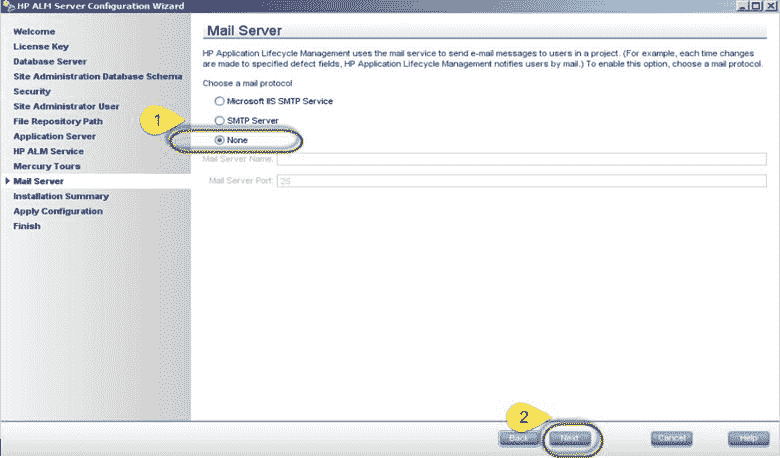 HP ALM Server Configuration Wizard
Welcome
License Key
Database Server
Site Administration Database Schema
Security
Site Administrator User
File Repository Path
Application Server
HP ALM Service
Mercury Tours
Mail Server
Installation Summary
Apply Configuration
Finish
Mail Server
HP Application Lifecycle Management uses the mail service to send e-mail messages to users in a project. (For example, each time changes
are made to specified defect fields, HP Application Lifecycle Management notifies users by mail.) To enable this option, choose a mail protocol.
Choose a mail protocol
Microsoft IIS SMTP Service
1
SMTP Server
None
Mail Server Name:
Mail Server Port: 25
2
Back Next Cancel Help